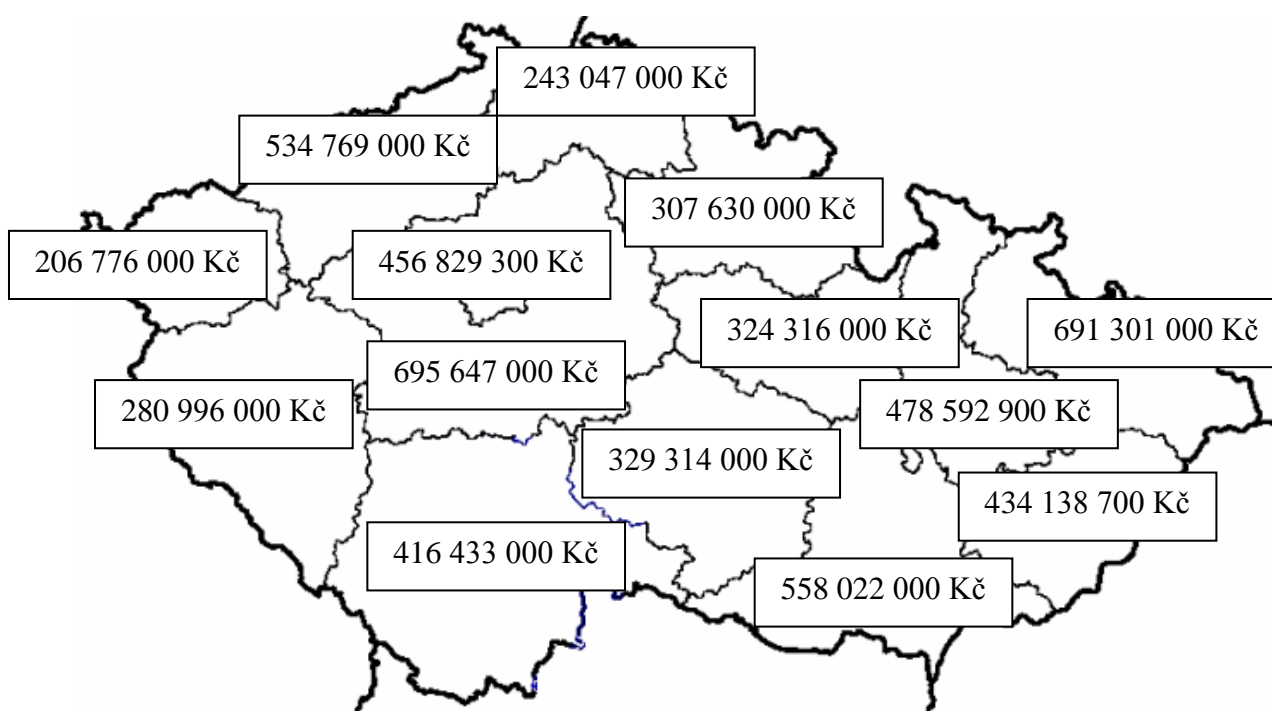 243 047 000 Kč
534 769 000 Kč
307 630 000 Kč
206 776 000 Kč
456 829 300 Kč
324 316 000 Kč
691 301 000 Kč
695 647 000 Kč
280 996 000 Kč
478 592 900 Kč
329 314 000 Kč
434 138 700 Kč
416 433 000 Kč
558 022 000 Kč